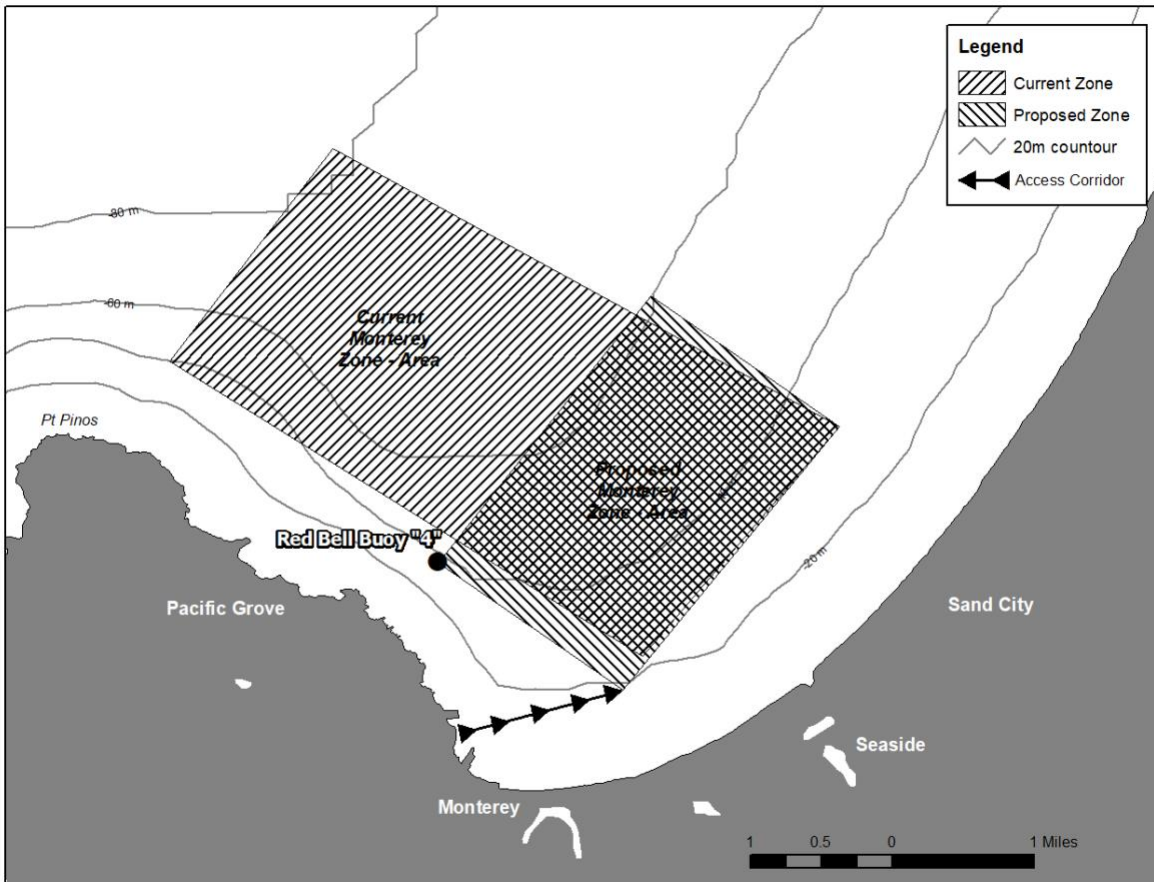 Legend
Current Zone
Proposed Zone
20m countour
Access Corridor
-80 m
-60 m
Current
Monterey
Zone - Area
Pt Pinos
Proposed
Monterey
Zone - Area
Red Bell Buoy "4"
-20 m
Pacific Grove
Sand City
Seaside
Monterey
1 0.5 0 1 Miles